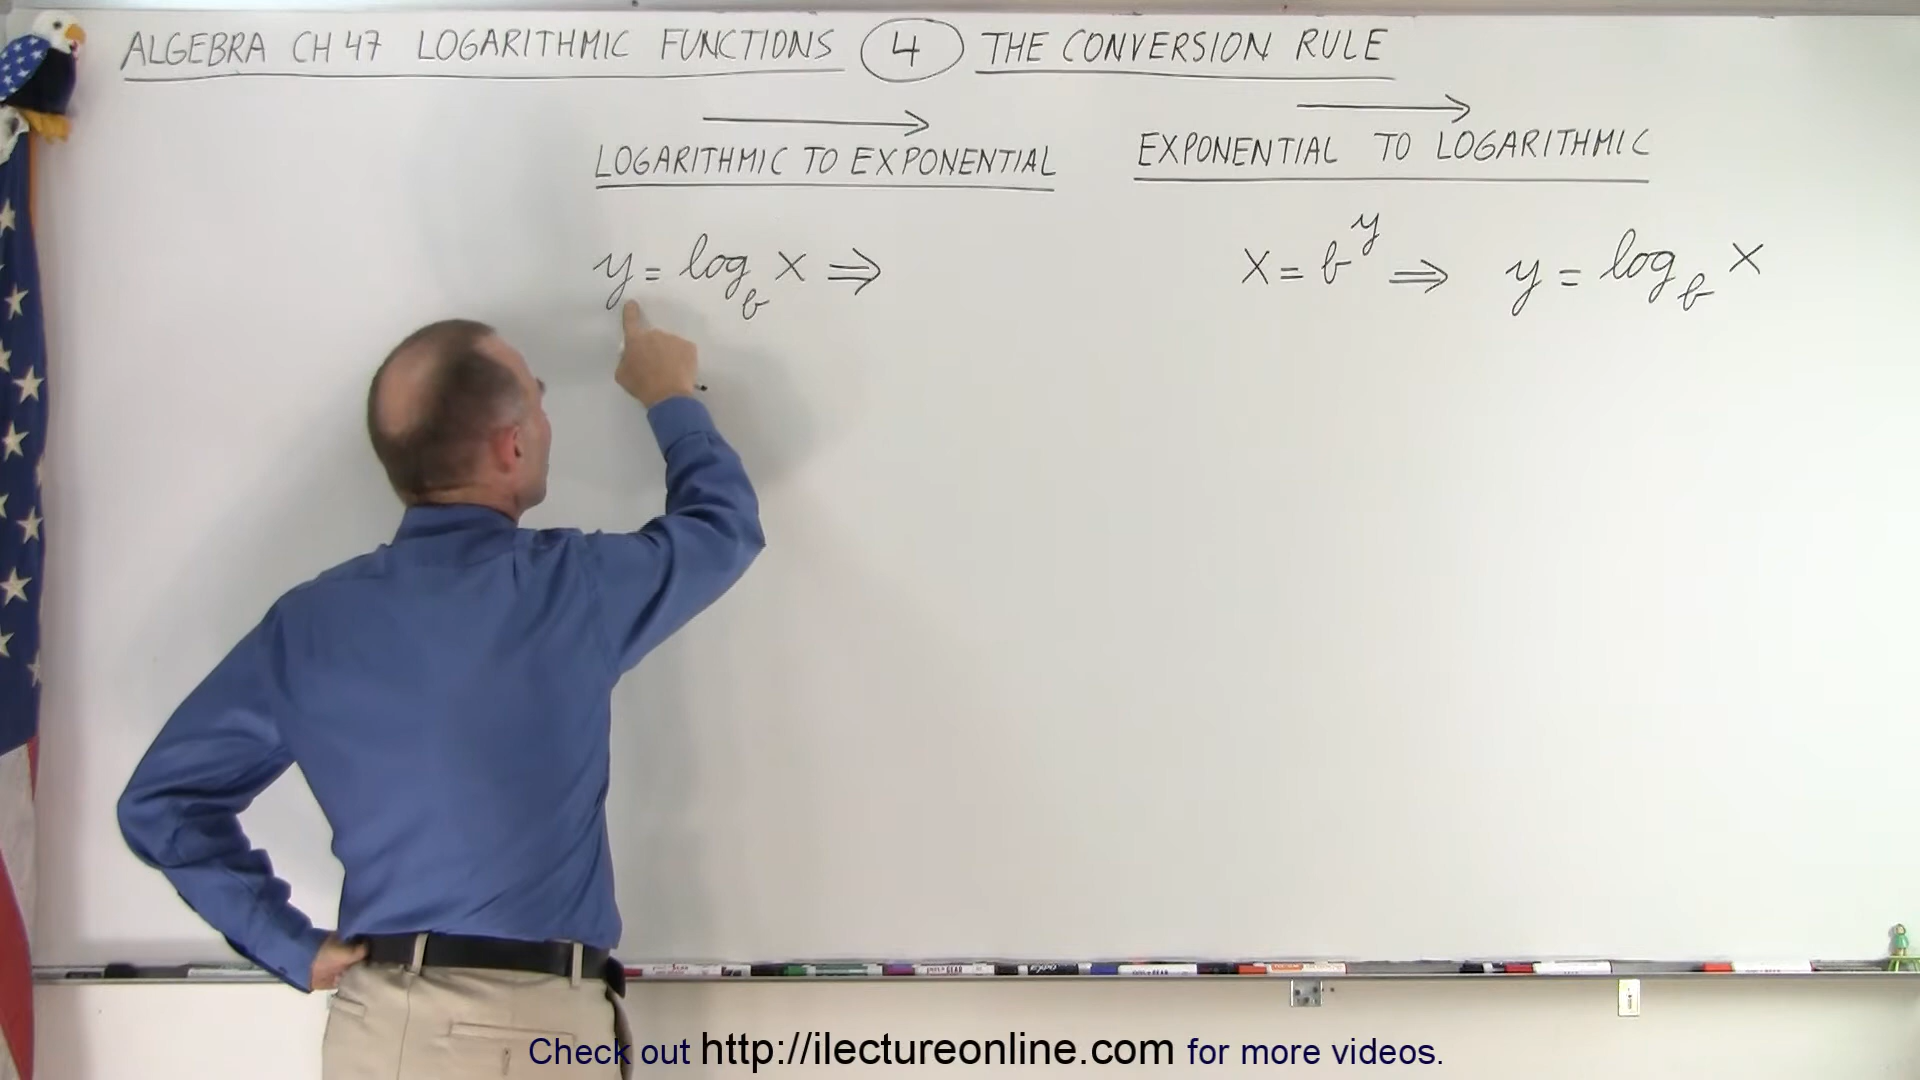 ALGEBRA CH 47 LOGARITHMIC FUNCTIONS 4 THE CONVERSION RULE
LOGARITHMIC TO EXPONENTIAL
y = log_b x ⇒
EXPONENTIAL TO LOGARITHMIC
x = b^y ⇒ y = log_b x
Check out http://ilectureonline.com for more videos.